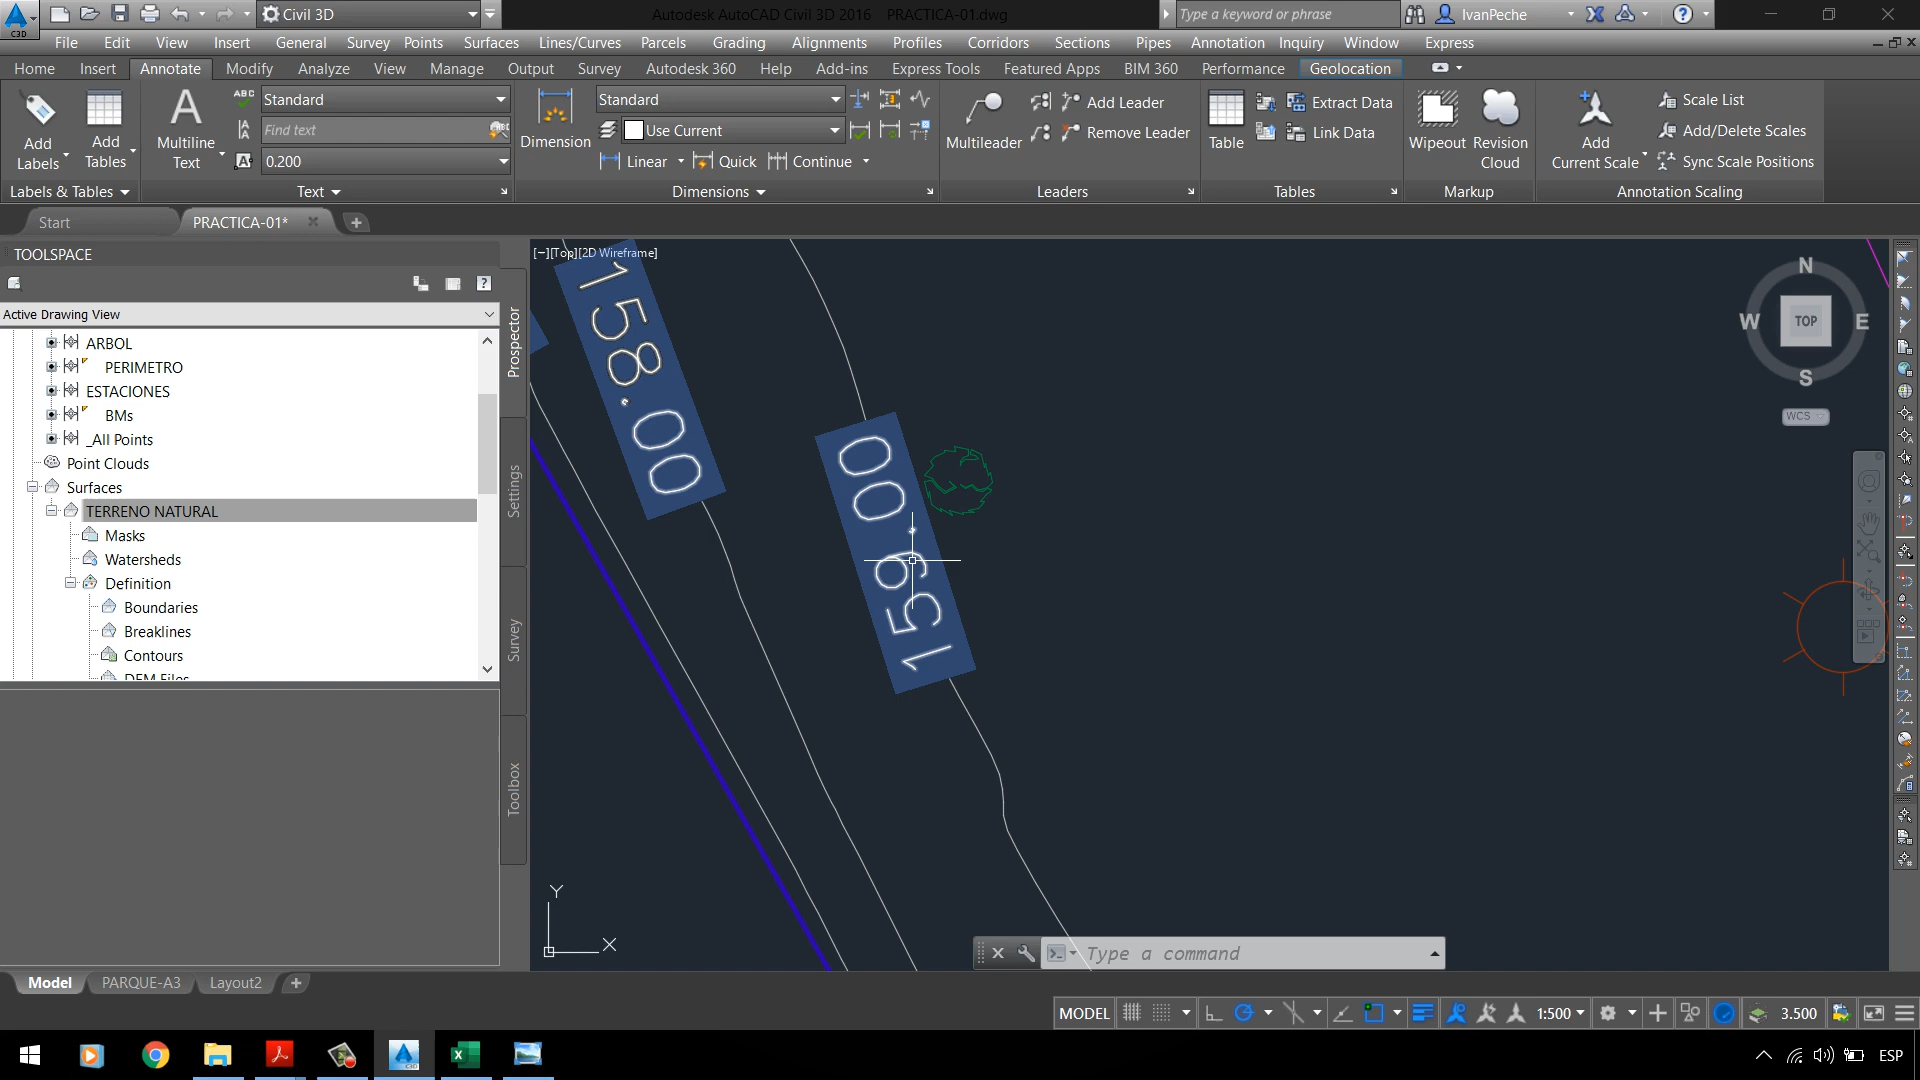 Civil 3D
Autodesk AutoCAD Civil 3D 2016 PRACTICA-01.dwg
Type a keyword or phrase
IvanPeche
C3D
File Edit View Insert General Survey Points Surfaces Lines/Curves Parcels Grading Alignments Profiles Corridors Sections Pipes Annotation Inquiry Window Express
Home Insert Annotate Modify Analyze View Manage Output Survey Autodesk 360 Help Add-ins Express Tools Featured Apps BIM 360 Performance Geolocation
Add Labels
Add Tables
Labels & Tables
Multiline Text
ABC
Standard
Find text
0.200
Text
Dimension
Standard
Use Current
Linear Quick Continue
Dimensions
Multileader
Add Leader
Remove Leader
Leaders
Table
Extract Data
Link Data
Tables
Wipeout
Revision Cloud
Markup
Add Current Scale
Scale List
Add/Delete Scales
Sync Scale Positions
Annotation Scaling
Start PRACTICA-01*
TOOLSPACE
Active Drawing View
ARBOL
PERIMETRO
ESTACIONES
BMs
_All Points
Point Clouds
Surfaces
TERRENO NATURAL
Masks
Watersheds
Definition
Boundaries
Breaklines
Contours
DEM Files
Prospector
Settings
Survey
Toolbox
[−][Top][2D Wireframe]
158.00
159.00
N
W TOP E
S
WCS
Y
X
Type a command
Model PARQUE-A3 Layout2
MODEL 1:500 3.500
ESP